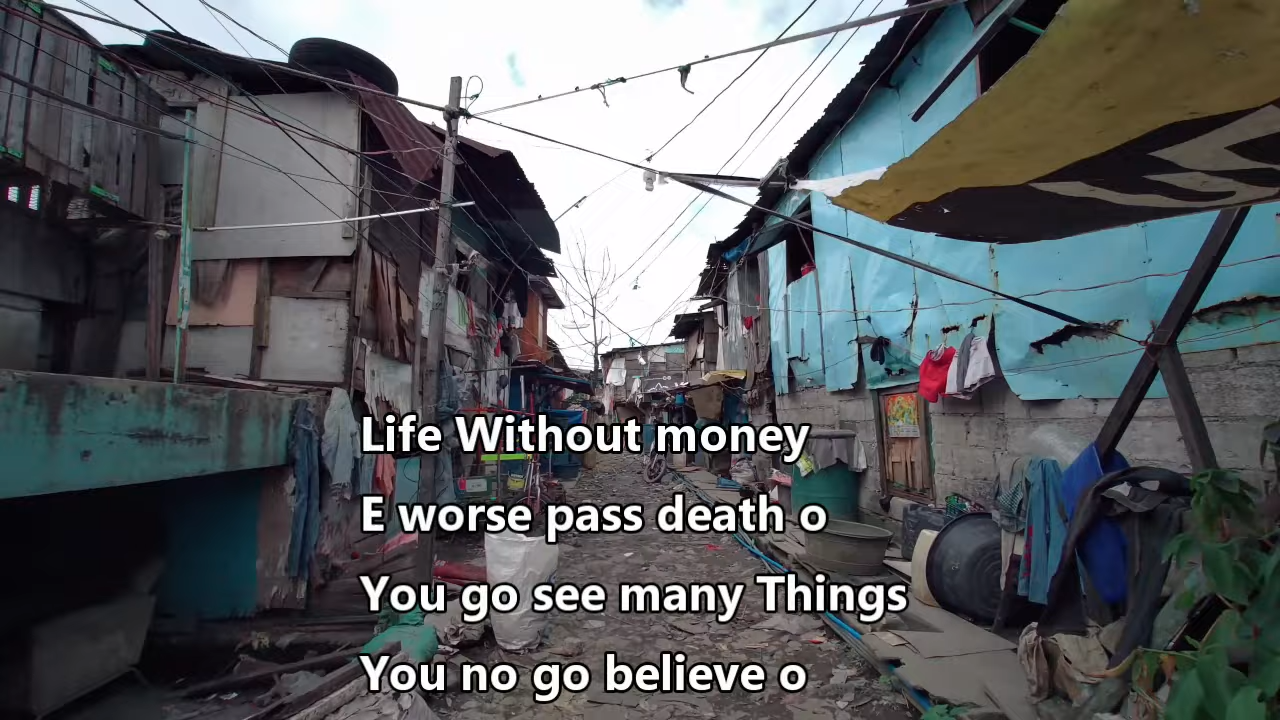 Life Without money
E worse pass death o
You go see many Things
You no go believe o